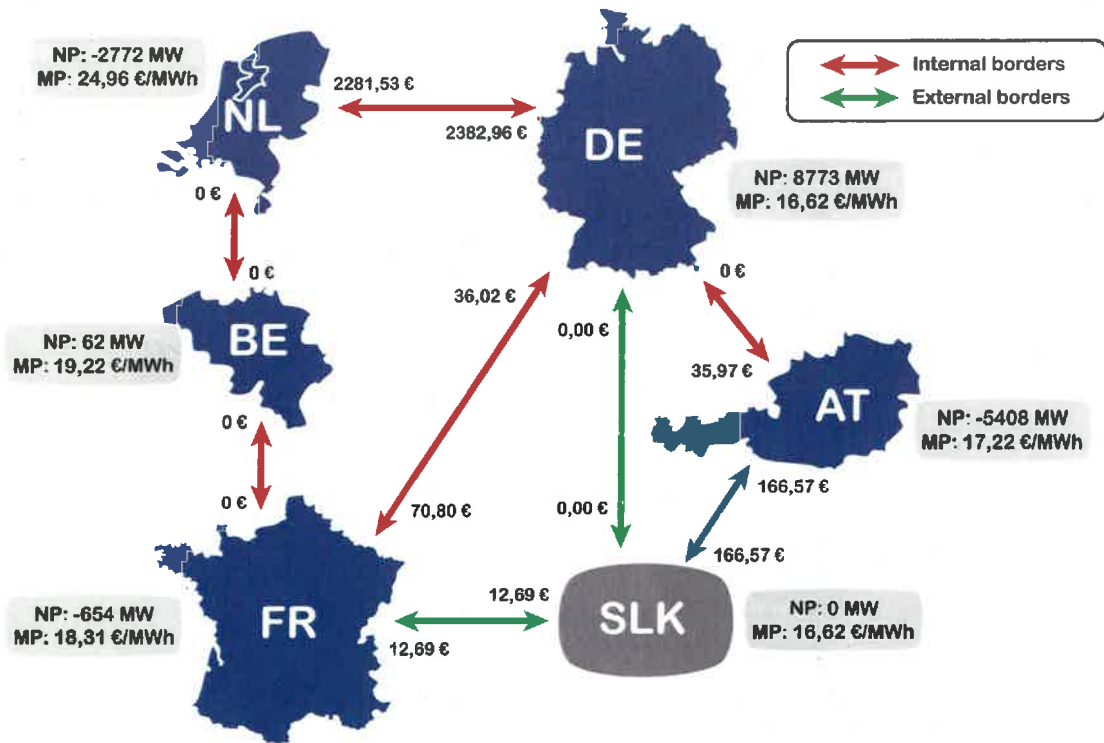 NP: -2772 MW
MP: 24,96 €/MWh
NL
2281,53 €
2382,96 €
DE
Internal borders
External borders
NP: 8773 MW
MP: 16,62 €/MWh
0 €
0 €
36,02 €
0,00 €
0 €
NP: 62 MW
MP: 19,22 €/MWh
BE
35,97 €
AT
NP: -5408 MW
MP: 17,22 €/MWh
0 €
0 €
70,80 €
0,00 €
166,57 €
166,57 €
NP: -654 MW
MP: 18,31 €/MWh
FR
12,69 €
12,69 €
SLK
NP: 0 MW
MP: 16,62 €/MWh